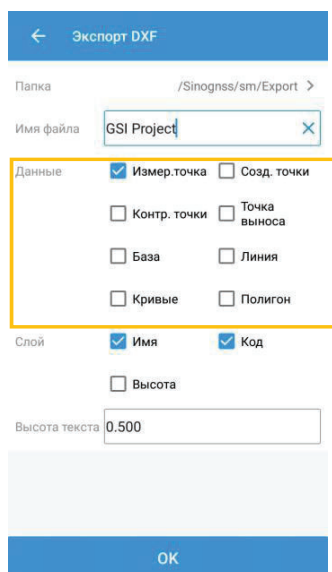 Экспорт DXF
Папка /Sinognss/sm/Export
Имя файла GSI Project
Данные Измер.точка Созд. точки
Контр. точки Точка
выноса
База Линия
Кривые Полигон
Слой Имя Код
Высота
Высота текста 0.500
OK